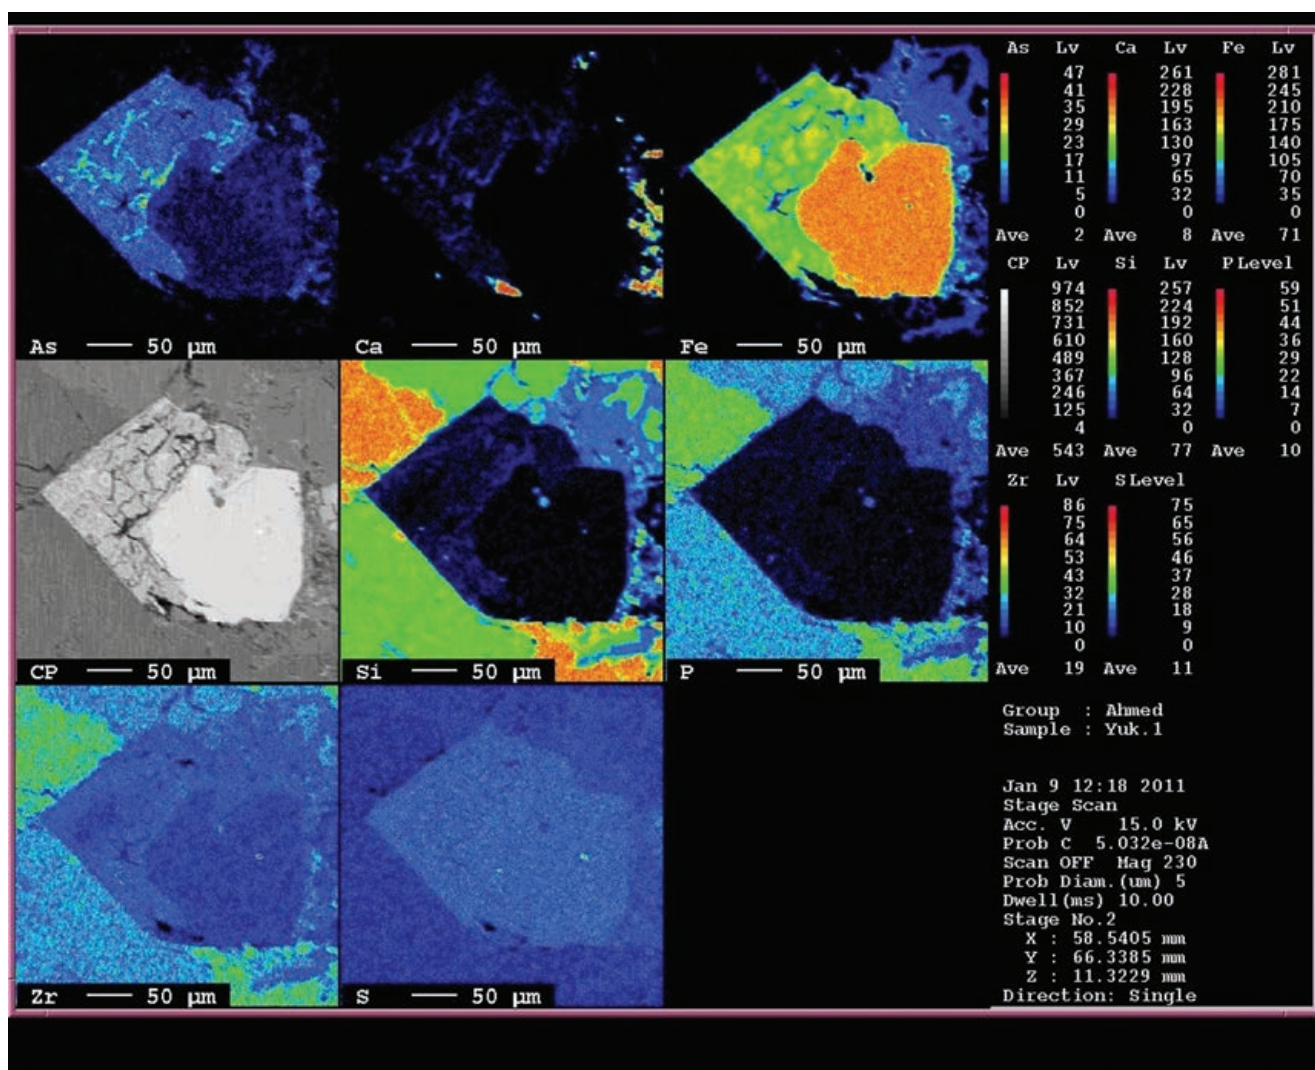 As — 50 µm
Ca — 50 µm
Fe — 50 µm
CP — 50 µm
Si — 50 µm
P — 50 µm
Zr — 50 µm
S — 50 µm
As Lv Ca Lv Fe Lv
47 261 281
41 228 245
35 195 210
29 163 175
23 130 140
17 97 105
11 65 70
5 32 35
0 0 0
Ave 2 Ave 8 Ave 71
CP Lv Si Lv P Level
974 257 59
852 224 51
731 192 44
610 160 36
489 128 29
367 96 22
246 64 14
125 32 7
4 0 0
Ave 543 Ave 77 Ave 10
Zr Lv S Level
86 75
75 65
64 56
53 46
43 37
32 28
21 18
10 9
0 0
Ave 19 Ave 11
Group : Ahmed
Sample : Yuk.1
Jan 9 12:18 2011
Stage Scan
Acc. V 15.0 kV
Prob C 5.032e-08A
Scan OFF Mag 230
Prob Diam.(um) 5
Dwell(ms) 10.00
Stage No.2
X : 58.5405 mm
Y : 66.3385 mm
Z : 11.3229 mm
Direction: Single